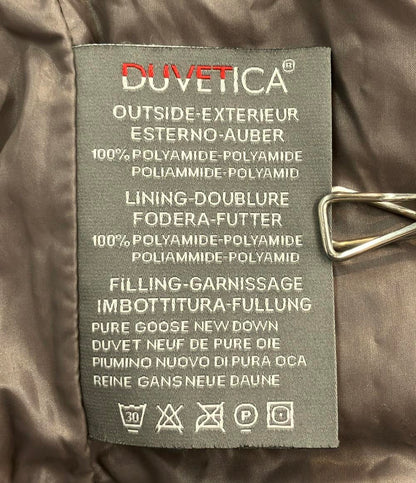 DUVETICA®
OUTSIDE-EXTERIEUR
ESTERNO-AUBER
100% POLYAMIDE-POLYAMIDE
POLIAMMIDE-POLYAMID
LINING-DOUBLURE
FODERA-FUTTER
100% POLYAMIDE-POLYAMIDE
POLIAMMIDE-POLYAMID
FILLING-GARNISSAGE
IMBOTTITURA-FULLUNG
PURE GOOSE NEW DOWN
DUVET NEUF DE PURE OIE
PIUMINO NUOVO DI PURA OCA
REINE GANS NEUE DAUNE
30 P